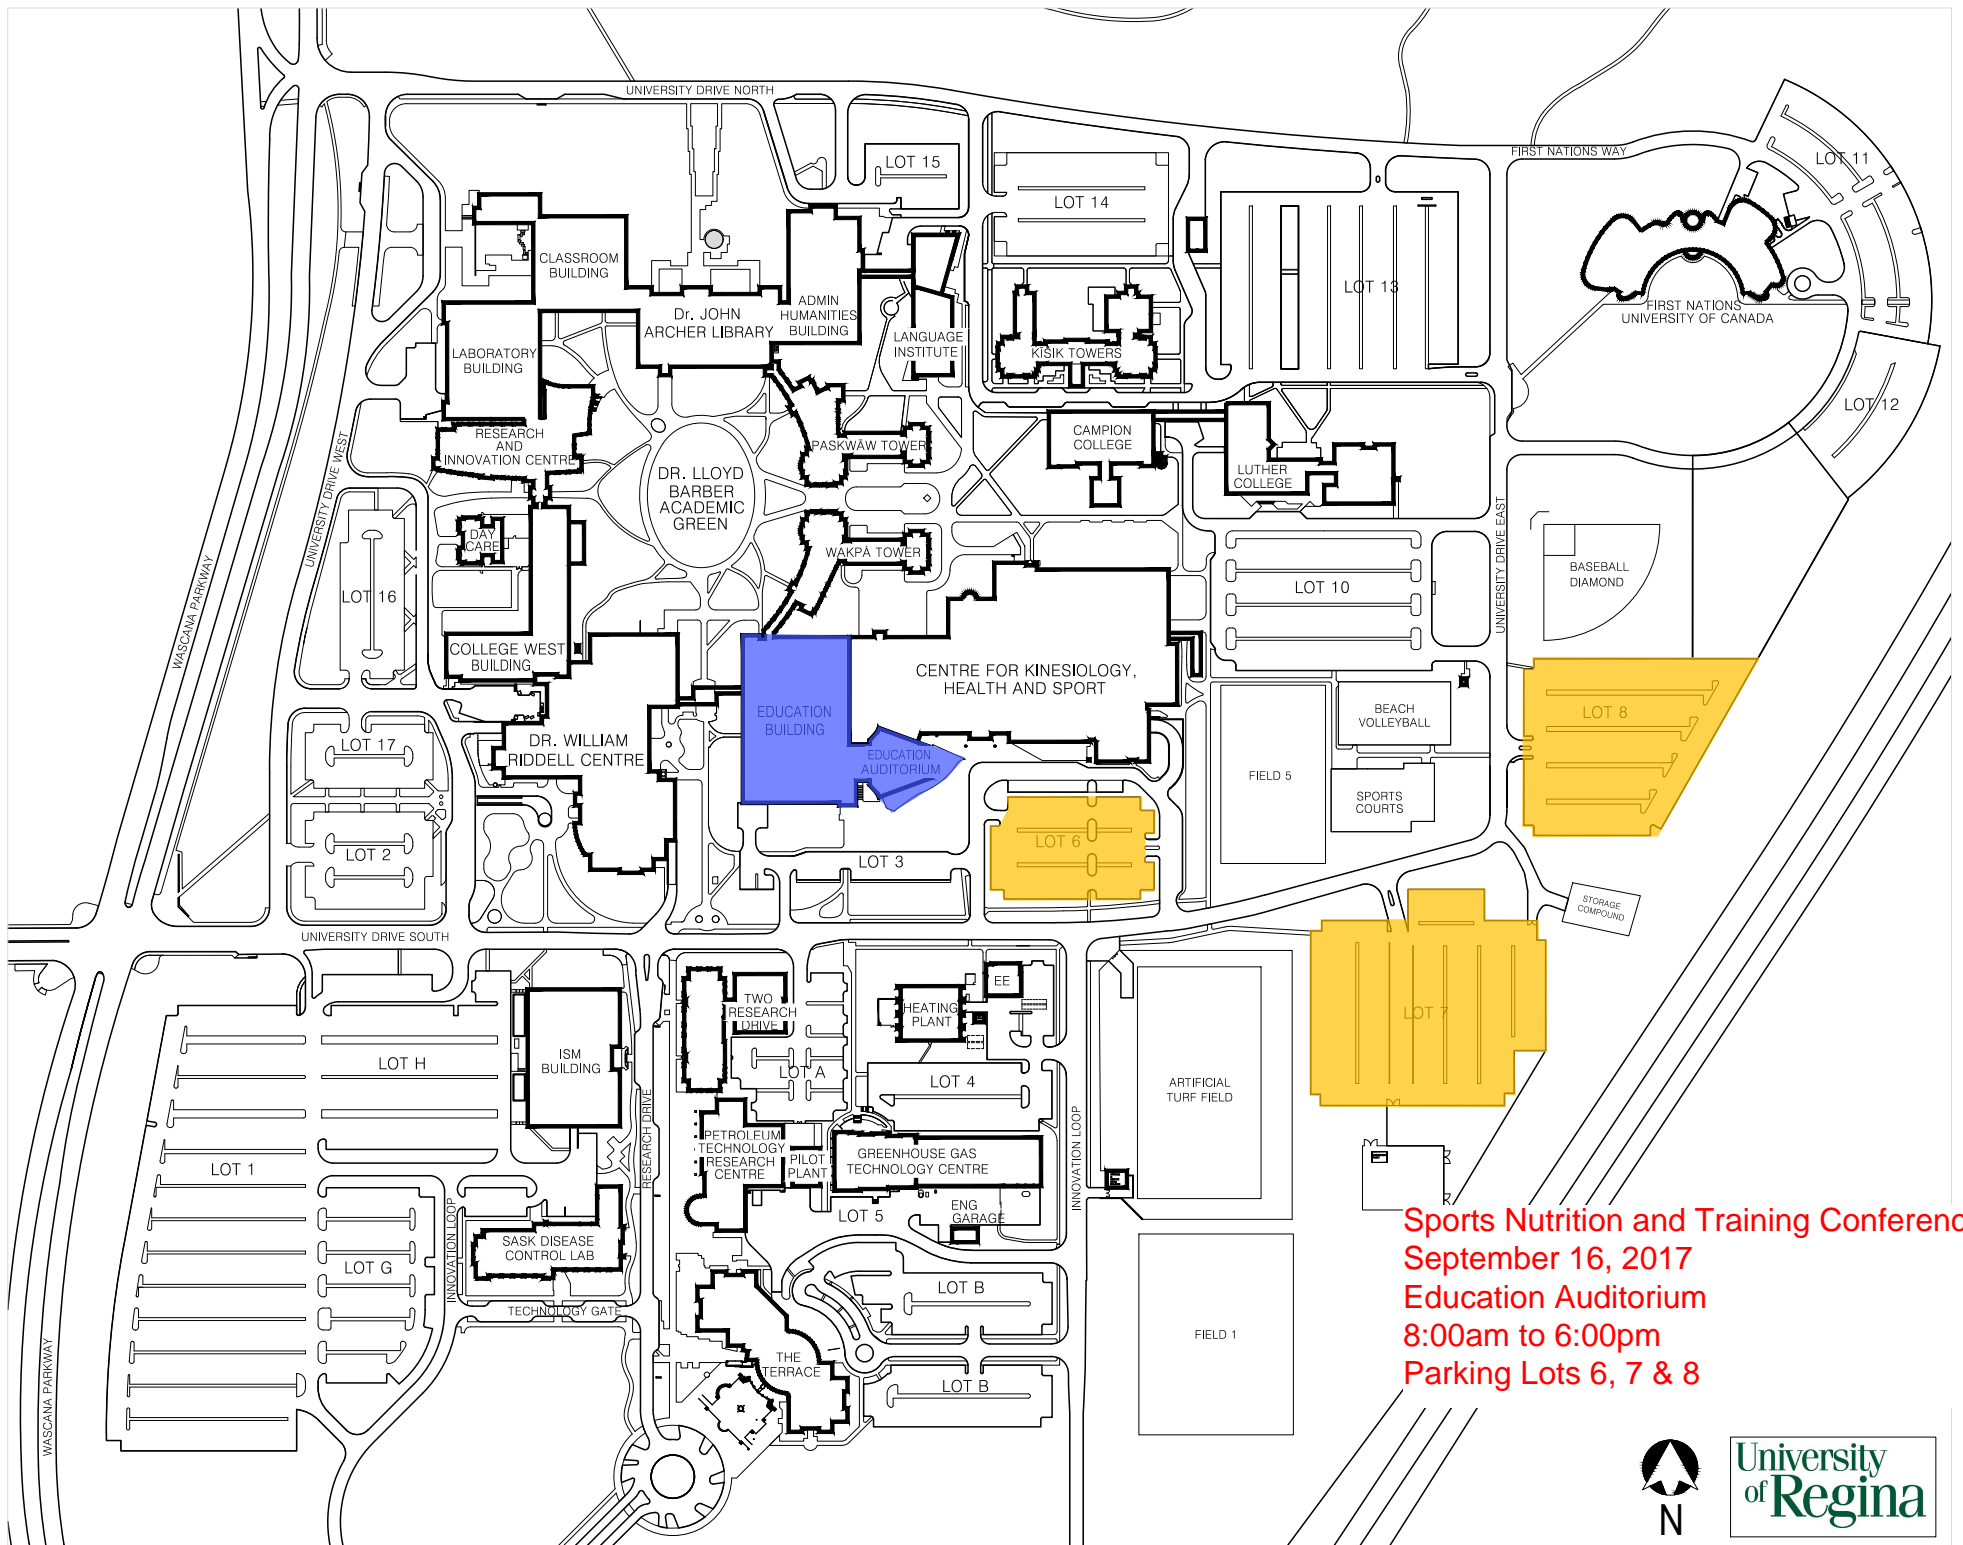 UNIVERSITY DRIVE NORTH
FIRST NATIONS WAY
LOT 15
LOT 11
LOT 14
CLASSROOM
BUILDING
LOT 13
ADMIN
HUMANITIES
BUILDING
Dr. JOHN
ARCHER LIBRARY
FIRST NATIONS
UNIVERSITY OF CANADA
LANGUAGE
INSTITUTE
KĪSIK TOWERS
LABORATORY
BUILDING
LOT 12
RESEARCH
AND
INNOVATION CENTRE
PASKWĀW TOWER
CAMPION
COLLEGE
LUTHER
COLLEGE
DR. LLOYD
BARBER
ACADEMIC
GREEN
UNIVERSITY DRIVE WEST
UNIVERSITY DRIVE EAST
DAY
CARE
WAKPĀ TOWER
BASEBALL
DIAMOND
LOT 10
LOT 16
WASCANA PARKWAY
COLLEGE WEST
BUILDING
CENTRE FOR KINESIOLOGY,
HEALTH AND SPORT
EDUCATION
BUILDING
BEACH
VOLLEYBALL
LOT 8
LOT 17
DR. WILLIAM
RIDDELL CENTRE
EDUCATION
AUDITORIUM
FIELD 5
SPORTS
COURTS
LOT 6
LOT 2
LOT 3
STORAGE
COMPOUND
UNIVERSITY DRIVE SOUTH
TWO
RESEARCH
DRIVE
EE
HEATING
PLANT
LOT 7
ISM
BUILDING
LOT H
LOT A
LOT 4
ARTIFICIAL
TURF FIELD
RESEARCH DRIVE
INNOVATION LOOP
PETROLEUM
TECHNOLOGY
RESEARCH
CENTRE
PILOT
PLANT
GREENHOUSE GAS
TECHNOLOGY CENTRE
LOT 1
LOT 5
ENG
GARAGE
INNOVATION LOOP
SASK DISEASE
CONTROL LAB
LOT G
LOT B
TECHNOLOGY GATE
FIELD 1
THE
TERRACE
LOT B
WASCANA PARKWAY
Sports Nutrition and Training Conferenc
September 16, 2017
Education Auditorium
8:00am to 6:00pm
Parking Lots 6, 7 & 8
N
University
of Regina